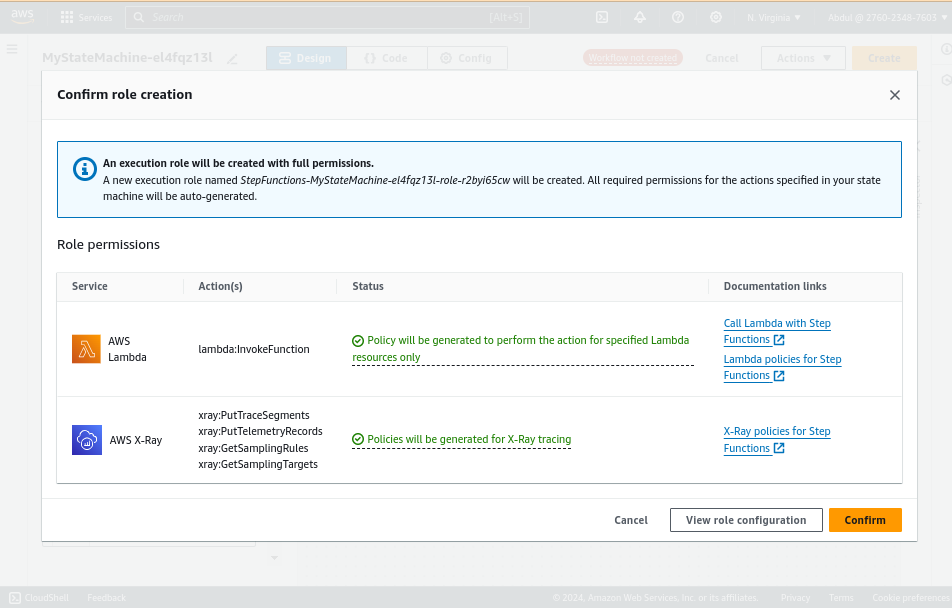 aws
Services
Search
[Alt+S]
N. Virginia ▼
Abdul @ 2760-2348-7603 ▼
MyStateMachine-el4fqz13l
Design
{} Code
Config
Workflow not created
Cancel
Actions ▼
Create
Confirm role creation
An execution role will be created with full permissions.
A new execution role named StepFunctions-MyStateMachine-el4fqz13l-role-r2byi65cw will be created. All required permissions for the actions specified in your state
machine will be auto-generated.
Role permissions
Service
Action(s)
Status
Documentation links
AWS
Lambda
lambda:InvokeFunction
Policy will be generated to perform the action for specified Lambda
resources only
Call Lambda with Step
Functions
Lambda policies for Step
Functions
AWS X-Ray
xray:PutTraceSegments
xray:PutTelemetryRecords
xray:GetSamplingRules
xray:GetSamplingTargets
Policies will be generated for X-Ray tracing
X-Ray policies for Step
Functions
Cancel
View role configuration
Confirm
CloudShell
Feedback
© 2024, Amazon Web Services, Inc. or its affiliates.
Privacy
Terms
Cookie preferences